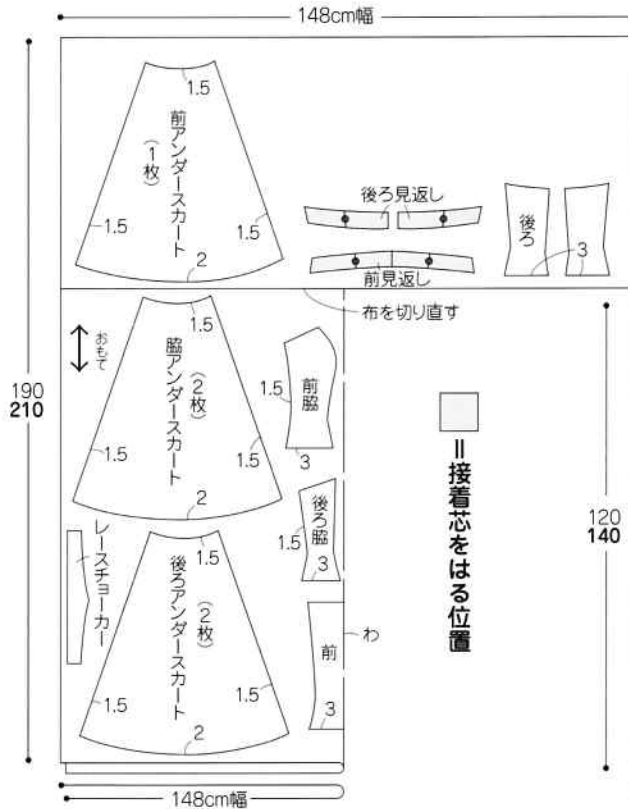 148cm幅
1.5
前アンダースカート
(1枚)
1.5
1.5
2
後ろ見返し
前見返し
後ろ
3
布を切り直す
おもて
1.5
脇アンダースカート
(2枚)
1.5
1.5
2
1.5
前脇
3
190
210
=接着芯をはる位置
120
140
レースチョーカー
1.5
後ろアンダースカート
(2枚)
1.5
1.5
2
1.5
後ろ脇
3
前
3
わ
148cm幅